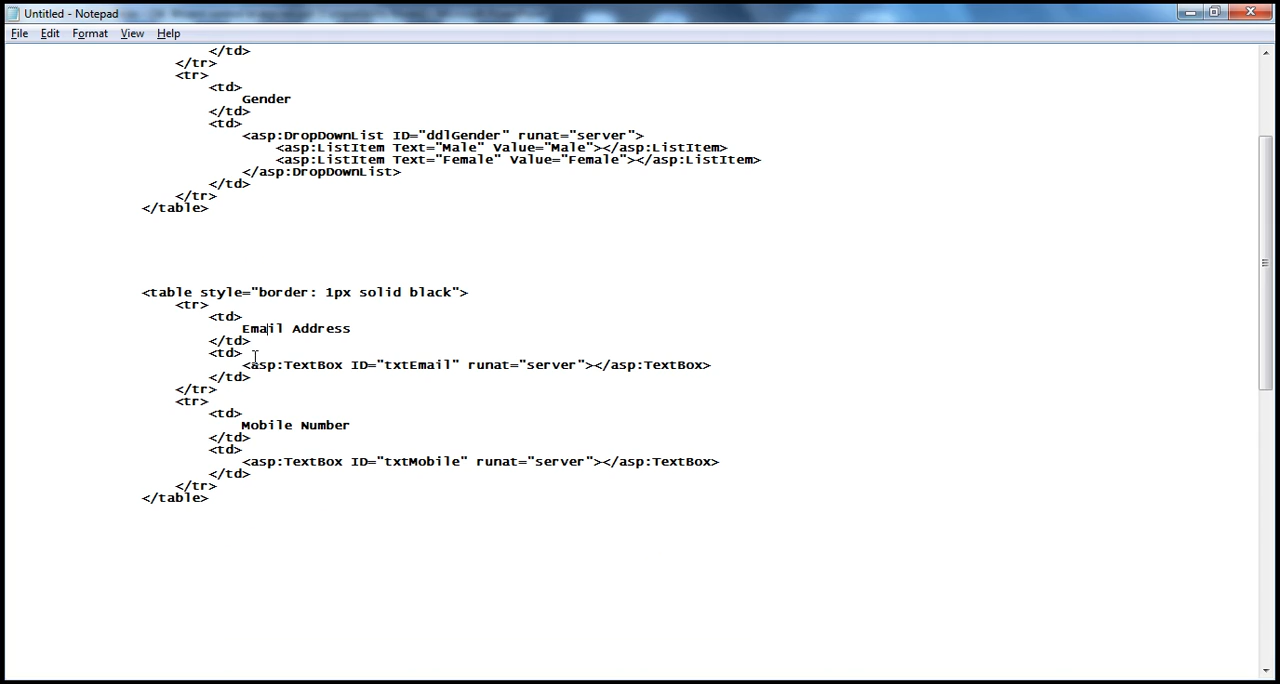 Untitled - Notepad
File Edit Format View Help
</td>
</tr>
<tr>
<td>
Gender
</td>
<td>
<asp:DropDownList ID="ddlGender" runat="server">
<asp:ListItem Text="Male" Value="Male"></asp:ListItem>
<asp:ListItem Text="Female" Value="Female"></asp:ListItem>
</asp:DropDownList>
</td>
</tr>
</table>
<table style="border: 1px solid black">
<tr>
<td>
Email Address
</td>
<td>
<asp:TextBox ID="txtEmail" runat="server"></asp:TextBox>
</td>
</tr>
<tr>
<td>
Mobile Number
</td>
<td>
<asp:TextBox ID="txtMobile" runat="server"></asp:TextBox>
</td>
</tr>
</table>